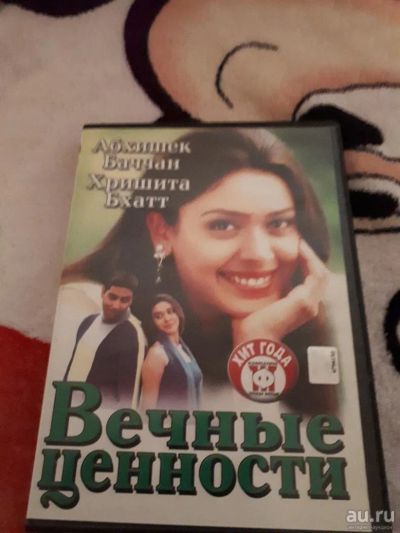 Абхишек
Баччан
Хришита
Бхатт
ХИТ ГОДА
Вечные
ценности
au.ru